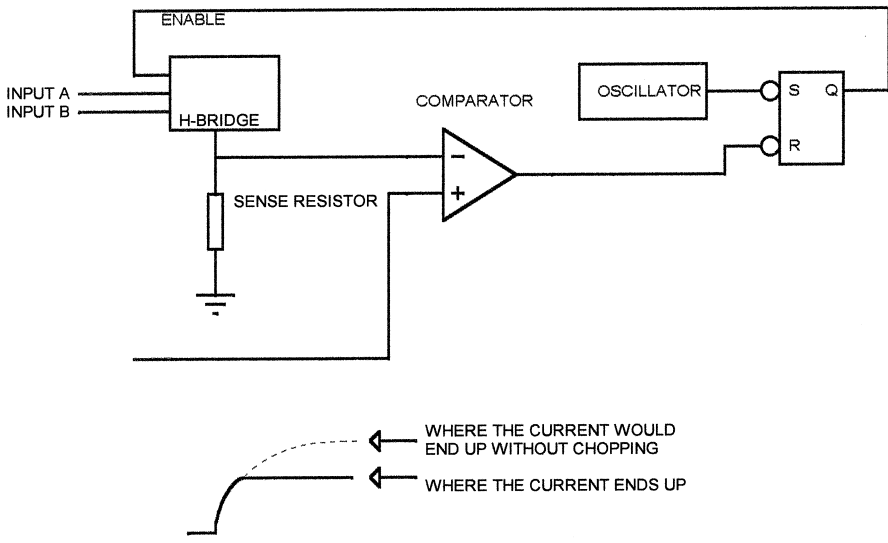 ENABLE
INPUT A
INPUT B
H-BRIDGE
COMPARATOR
OSCILLATOR
S
Q
R
−
+
SENSE RESISTOR
WHERE THE CURRENT WOULD
END UP WITHOUT CHOPPING
WHERE THE CURRENT ENDS UP